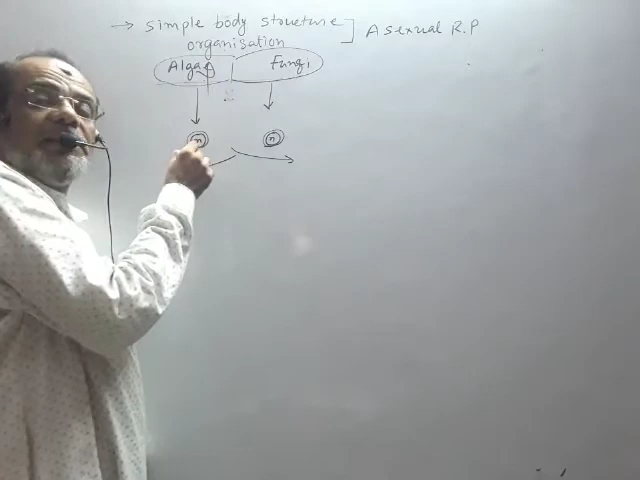 → Simple body structure ] Asexual R.P
organisation
Algae Fungi
n n